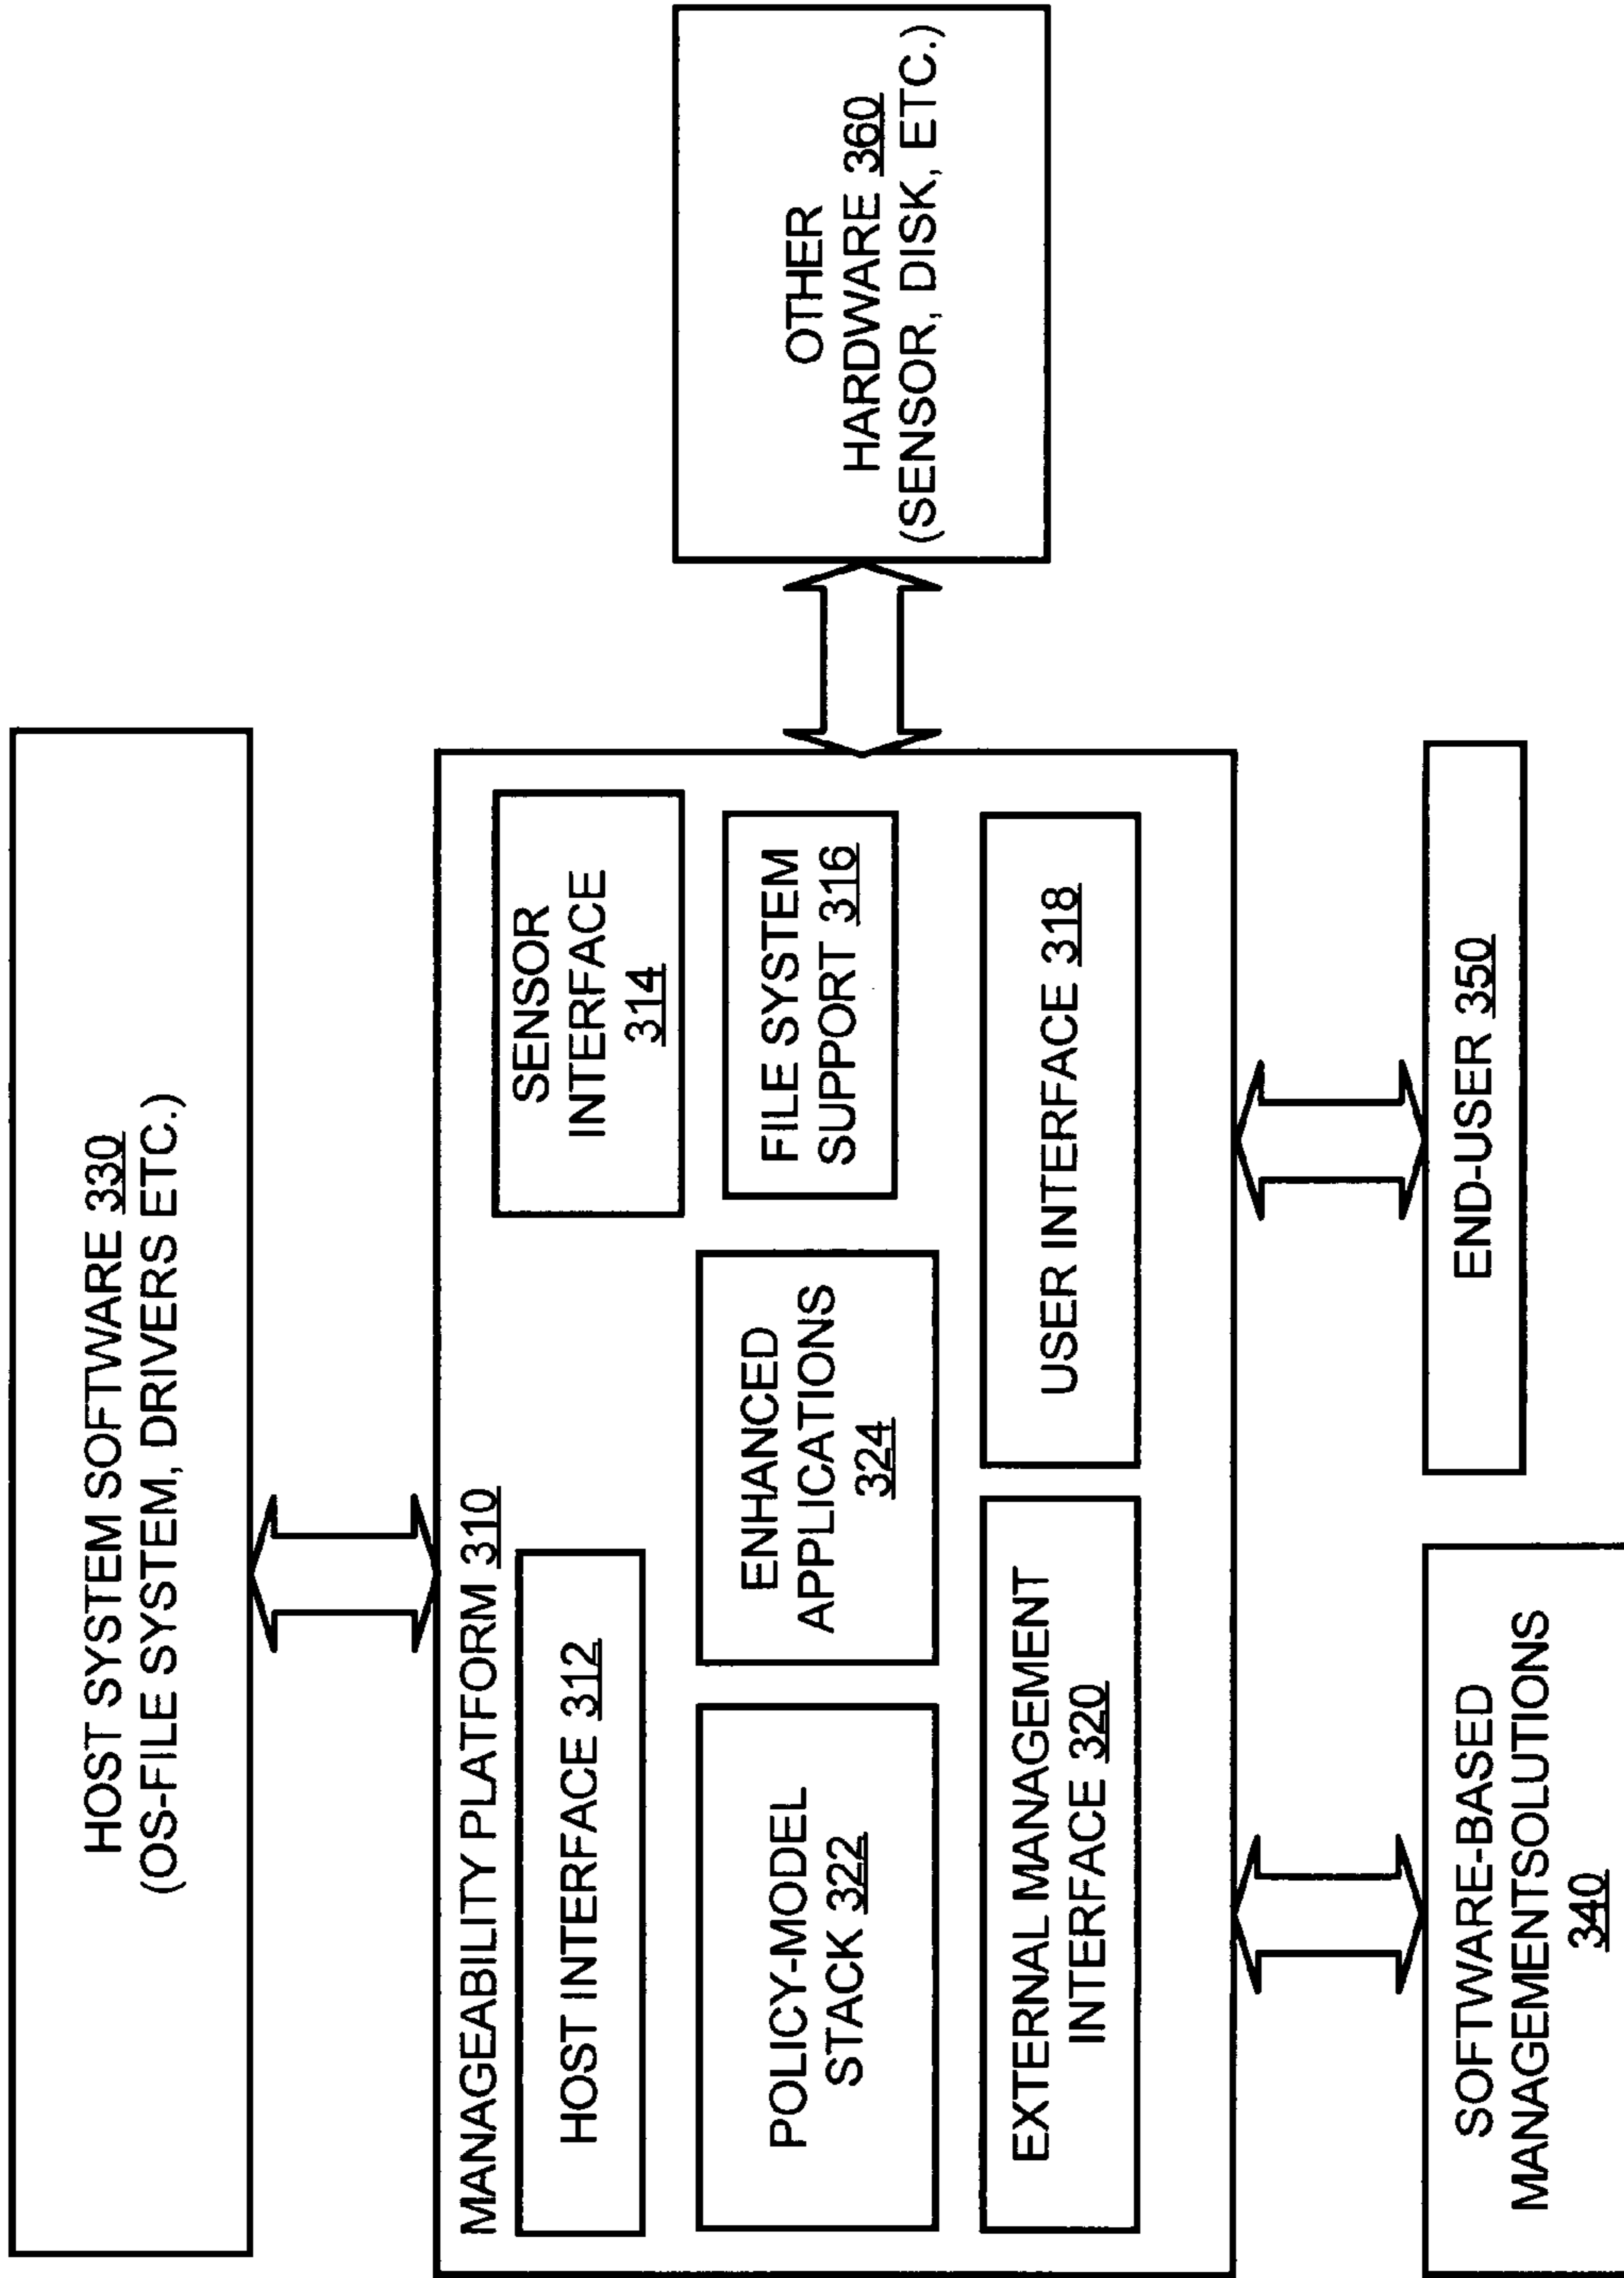 HOST SYSTEM SOFTWARE 330
(OS-FILE SYSTEM, DRIVERS ETC.)
MANAGEABILITY PLATFORM 310
HOST INTERFACE 312
SENSOR
INTERFACE
314
POLICY-MODEL
STACK 322
ENHANCED
APPLICATIONS
324
FILE SYSTEM
SUPPORT 316
EXTERNAL MANAGEMENT
INTERFACE 320
USER INTERFACE 318
OTHER
HARDWARE 360
(SENSOR, DISK, ETC.)
SOFTWARE-BASED
MANAGEMENTSOLUTIONS
340
END-USER 350